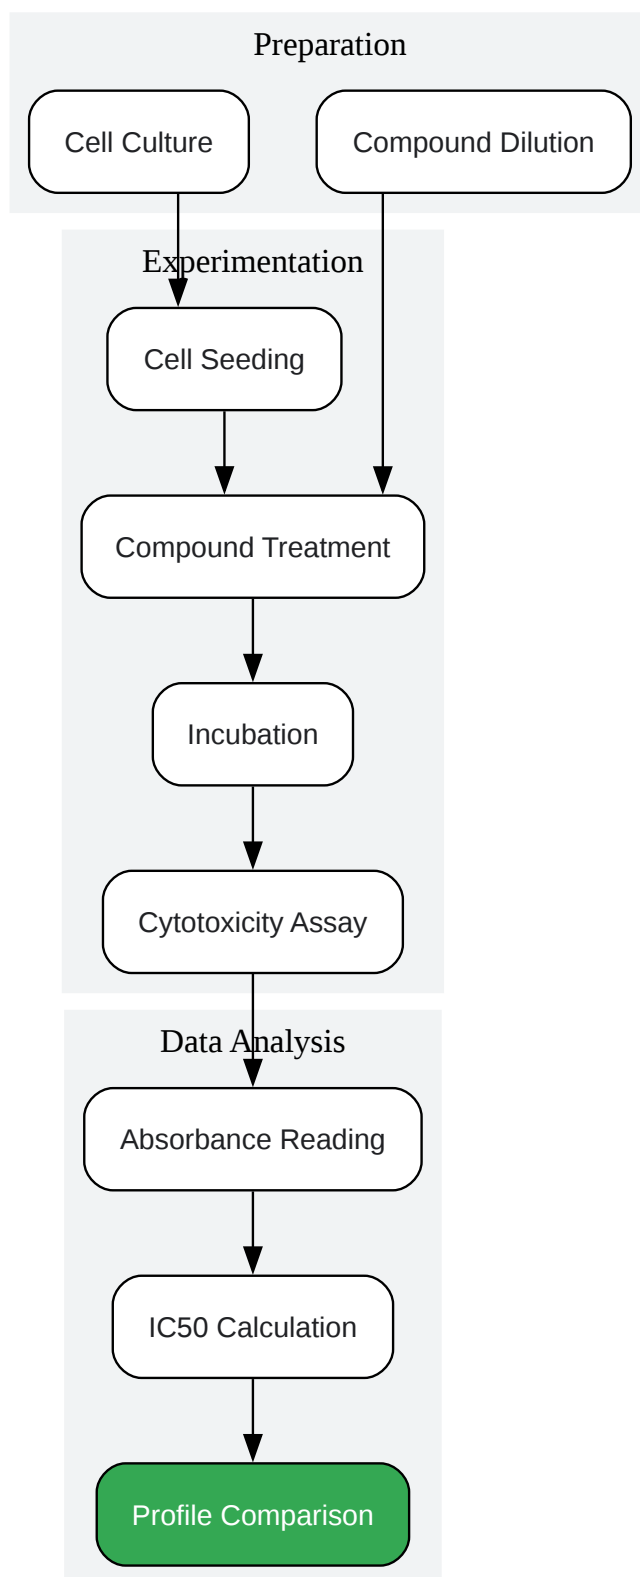 Preparation
Cell Culture
Compound Dilution
Experimentation
Cell Seeding
Compound Treatment
Incubation
Cytotoxicity Assay
Data Analysis
Absorbance Reading
IC50 Calculation
Profile Comparison